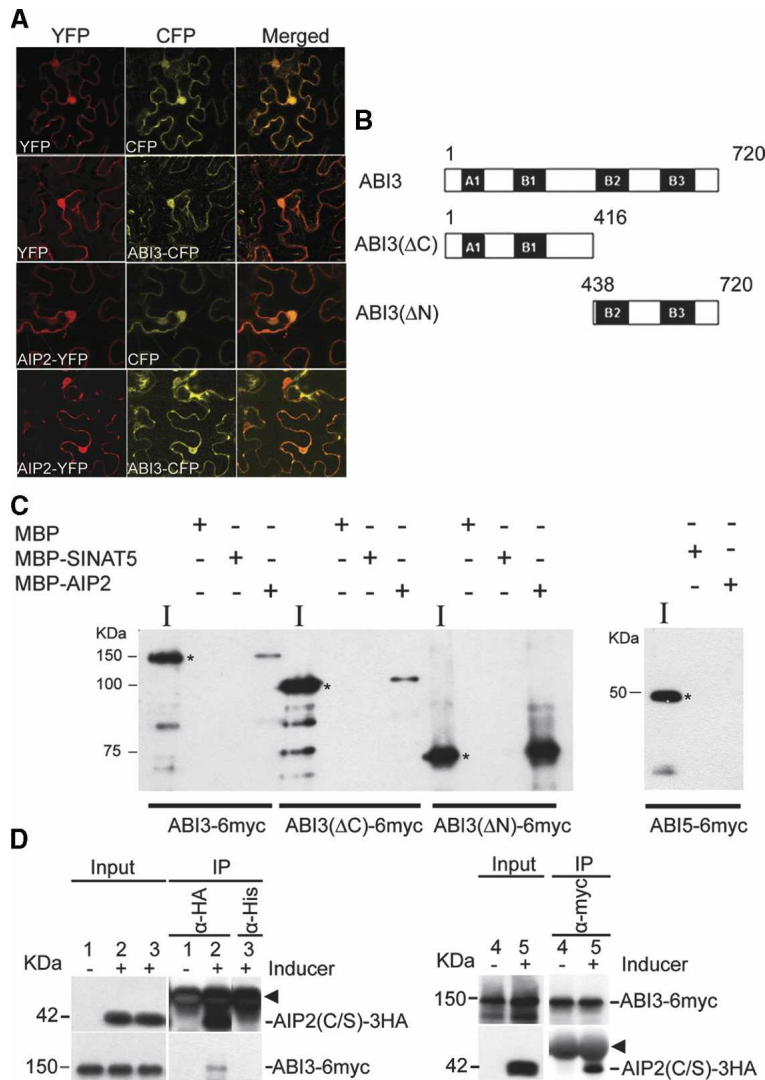 A
YFP CFP Merged
YFP CFP
YFP ABI3-CFP
AIP2-YFP CFP
AIP2-YFP ABI3-CFP
B
1 720
ABI3 A1 B1 B2 B3
1 416
ABI3(ΔC) A1 B1
438 720
ABI3(ΔN) B2 B3
C
MBP + - - + - - + - - -
MBP-SINAT5 - + - - + - - + - + -
MBP-AIP2 - - + - - + - - + - +
I I I I
KDa KDa
150 * 50 *
100 *
75 *
ABI3-6myc ABI3(ΔC)-6myc ABI3(ΔN)-6myc ABI5-6myc
D
Input IP Input IP
α-HA α-His α-myc
1 2 3 1 2 3 4 5 4 5
KDa - + + - + + Inducer KDa - + - + Inducer
42 AIP2(C/S)-3HA 150 ABI3-6myc
150 ABI3-6myc 42 AIP2(C/S)-3HA